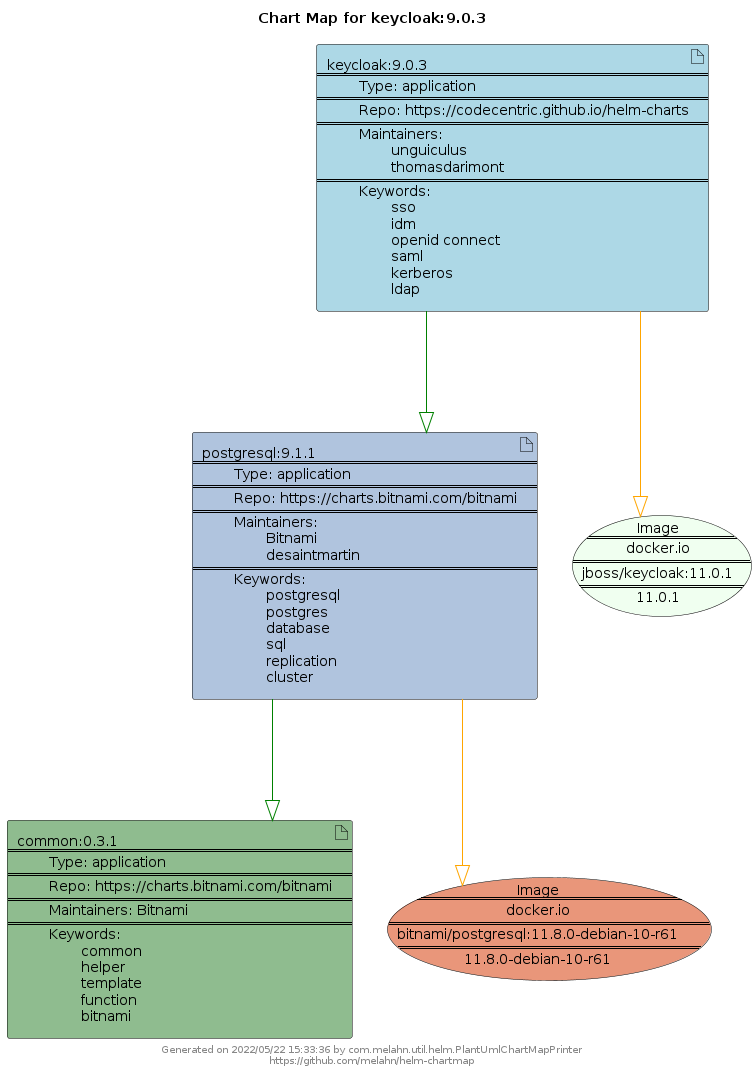 Chart Map for keycloak:9.0.3
keycloak:9.0.3
Type: application
Repo: https://codecentric.github.io/helm-charts
Maintainers:
unguiculus
thomasdarimont
Keywords:
sso
idm
openid connect
saml
kerberos
ldap
postgresql:9.1.1
Type: application
Repo: https://charts.bitnami.com/bitnami
Maintainers:
Bitnami
desaintmartin
Keywords:
postgresql
postgres
database
sql
replication
cluster
Image
docker.io
jboss/keycloak:11.0.1
11.0.1
common:0.3.1
Type: application
Repo: https://charts.bitnami.com/bitnami
Maintainers: Bitnami
Keywords:
common
helper
template
function
bitnami
Image
docker.io
bitnami/postgresql:11.8.0-debian-10-r61
11.8.0-debian-10-r61
Generated on 2022/05/22 15:33:36 by com.melahn.util.helm.PlantUmlChartMapPrinter
https://github.com/melahn/helm-chartmap